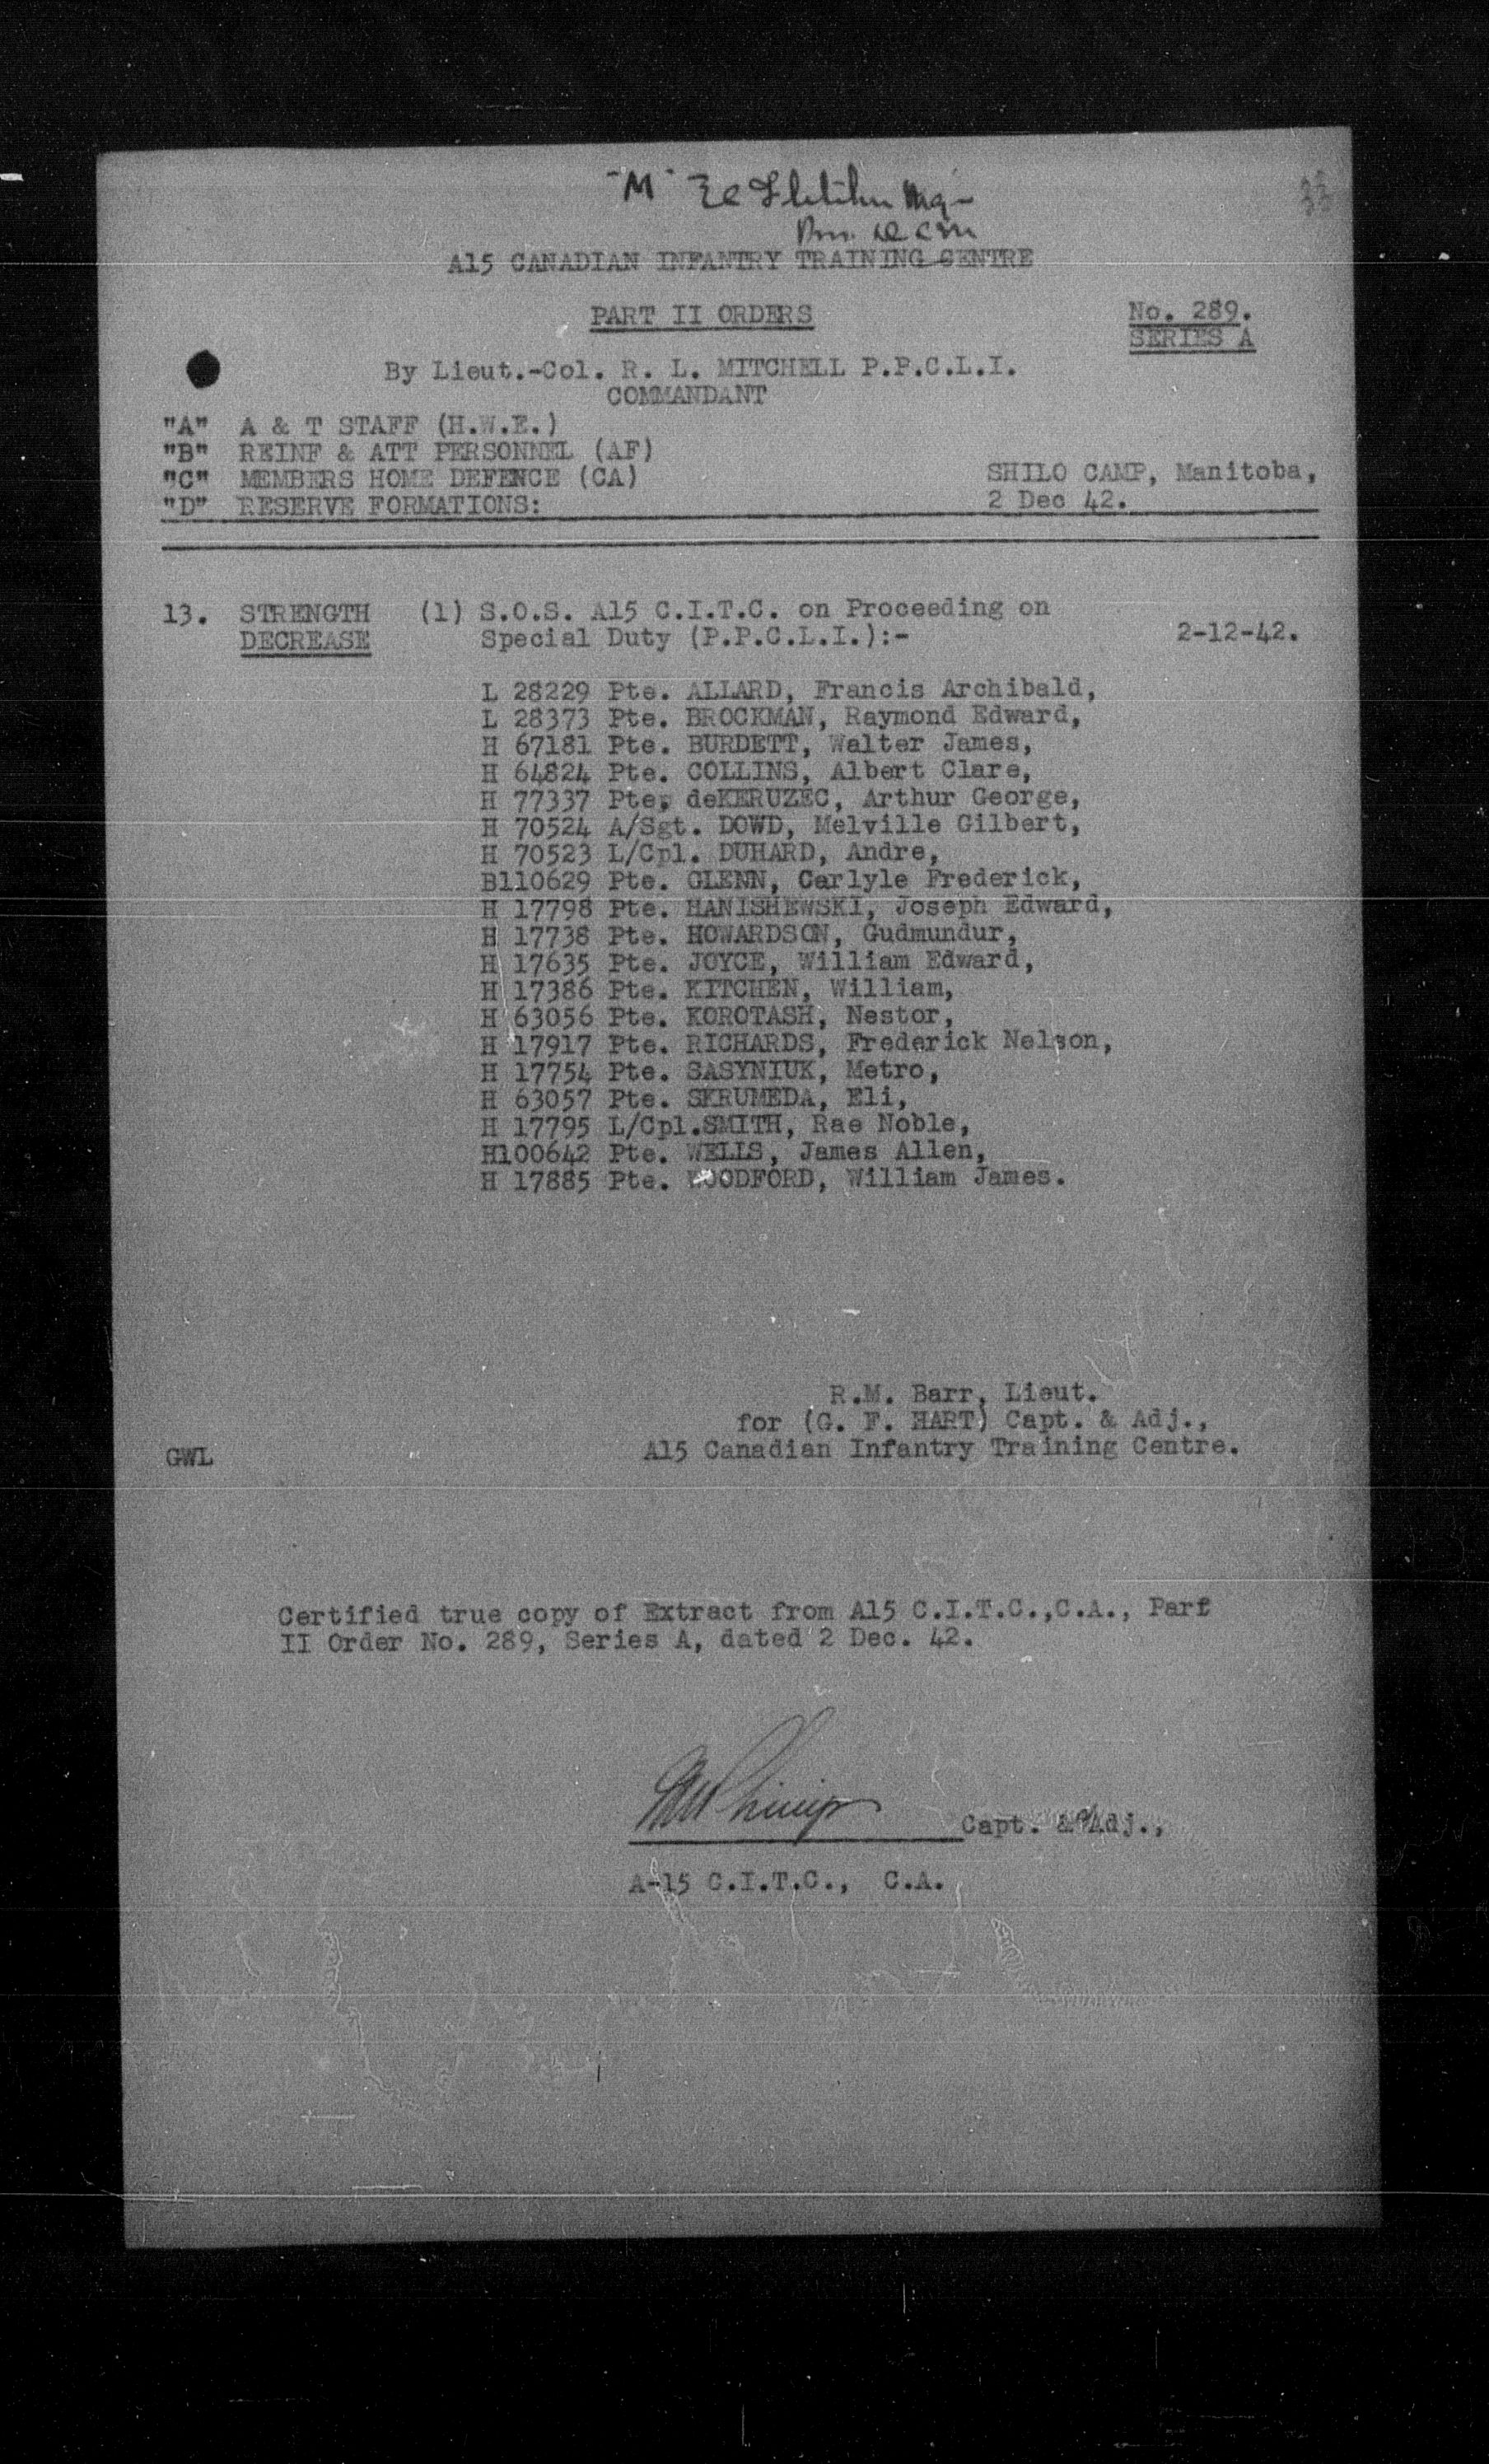 "M"
A15 CANADIAN INFANTRY TRAINING CENTRE
PART II ORDERS
No. 289.
SERIES A
By Lieut.-Col. R. L. MITCHELL P.P.C.L.I.
COMMANDANT
"A" A & T STAFF (H.W.E.)
"B" REINF & ATT PERSONNEL (AF)
"C" MEMBERS HOME DEFENCE (CA)
SHILO CAMP, Manitoba,
"D" RESERVE FORMATIONS:
2 Dec 42.
13. STRENGTH (1) S.O.S. A15 C.I.T.C. on Proceeding on
DECREASE Special Duty (P.P.C.L.I.):- 2-12-42.
L 28229 Pte. ALLARD, Francis Archibald,
L 28373 Pte. BROCKMAN, Raymond Edward,
H 67181 Pte. BURDETT, Walter James,
H 64824 Pte. COLLINS, Albert Clare,
H 77337 Pte. deKERUZEC, Arthur George,
H 70524 A/Sgt. DOWD, Melville Gilbert,
H 70523 L/Cpl. DUHARD, Andre,
B110629 Pte. GLENN, Carlyle Frederick,
H 17798 Pte. HANISHEWSKI, Joseph Edward,
H 17738 Pte. HOWARDSON, Gudmundur,
H 17635 Pte. JOYCE, William Edward,
H 17386 Pte. KITCHEN, William,
H 63056 Pte. KOROTASH, Nestor,
H 17917 Pte. RICHARDS, Frederick Nelson,
H 17754 Pte. SASYNIUK, Metro,
H 63057 Pte. SKRUMEDA, Eli,
H 17795 L/Cpl.SMITH, Rae Noble,
H100642 Pte. WELLS, James Allen,
H 17885 Pte. WOODFORD, William James.
R.M. Barr, Lieut.
for (G. F. HART) Capt. & Adj.,
GWL A15 Canadian Infantry Training Centre.
Certified true copy of Extract from A15 C.I.T.C.,C.A., Part
II Order No. 289, Series A, dated 2 Dec. 42.
Capt. & Adj.,
A-15 C.I.T.C., C.A.